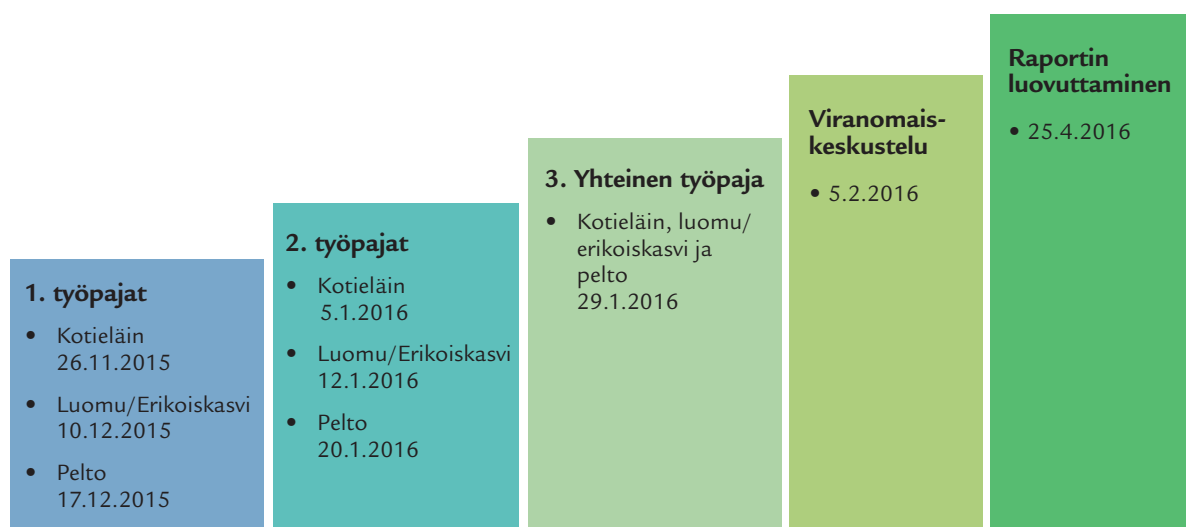 1. työpajat
• Kotieläin
26.11.2015
• Luomu/Erikoiskasvi
10.12.2015
• Pelto
17.12.2015
2. työpajat
• Kotieläin
5.1.2016
• Luomu/Erikoiskasvi
12.1.2016
• Pelto
20.1.2016
3. Yhteinen työpaja
• Kotieläin, luomu/
erikoiskasvi ja
pelto
29.1.2016
Viranomais-
keskustelu
• 5.2.2016
Raportin
luovuttaminen
• 25.4.2016